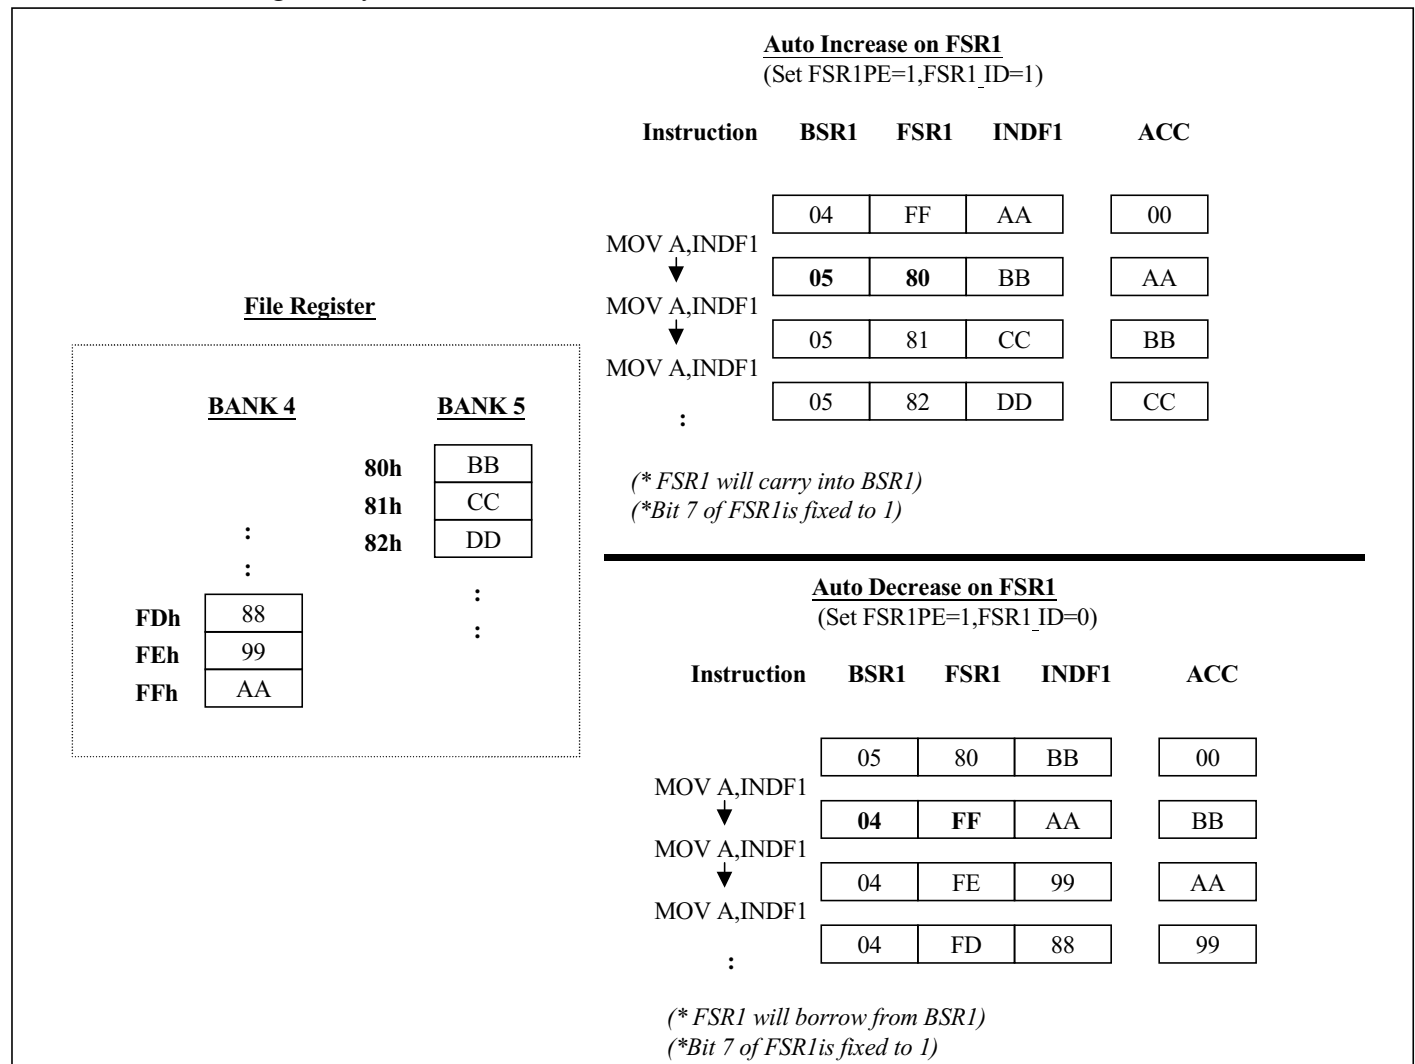 Auto Increase on FSR1
(Set FSR1PE=1,FSR1_ID=1)
Instruction BSR1 FSR1 INDF1 ACC
04 FF AA 00
MOV A,INDF1
05 80 BB AA
MOV A,INDF1
05 81 CC BB
MOV A,INDF1
05 82 DD CC
:
(* FSR1 will carry into BSR1)
(*Bit 7 of FSR1is fixed to 1)
File Register
BANK 4 BANK 5
80h BB
81h CC
82h DD
:
:
:
:
FDh 88
FEh 99
FFh AA
Auto Decrease on FSR1
(Set FSR1PE=1,FSR1_ID=0)
Instruction BSR1 FSR1 INDF1 ACC
05 80 BB 00
MOV A,INDF1
04 FF AA BB
MOV A,INDF1
04 FE 99 AA
MOV A,INDF1
04 FD 88 99
:
(* FSR1 will borrow from BSR1)
(*Bit 7 of FSR1is fixed to 1)